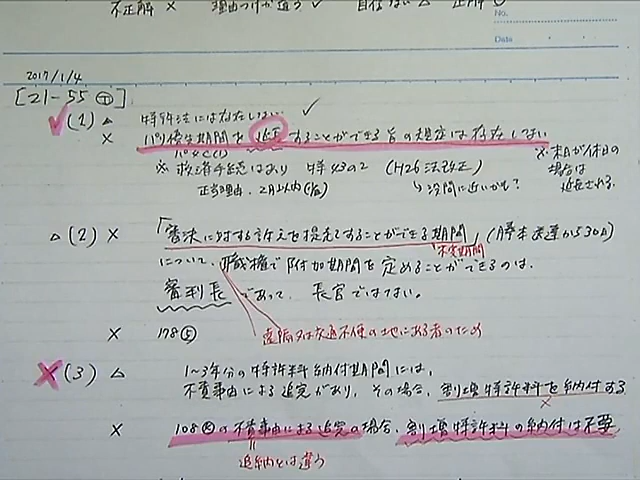 不正解 × 理由づけが違う ✓ 自信ない △ 正解 ○
No.
Date
2017/1/4
[21-55 ㊦]
✓ (1) △ 特許法には存在しない ✓
× パリ優先期間を 延長 することができる旨の規定は存在しない
パリ4C(1)
※ 救済手続はあり 特43の2 (H26法改正)
※末日が休日の
場合は
延長される。
正当理由、2月以内
→ 次問に近いかも?
△ (2) × 「審決に対する訴えを提起することができる期間」(謄本送達から30日)
不変期間
について、職権で附加期間を定めることができるのは、
審判長 であって、長官ではない。
× 178⑤ 遠隔又は交通不便の地にある者のため
× (3) △ 1~3年分の特許料納付期間には、
不責事由による追完があり、その場合、割増特許料を納付する
×
× 108④の不責事由による追完の場合、割増特許料の納付は不要
追納とは違う